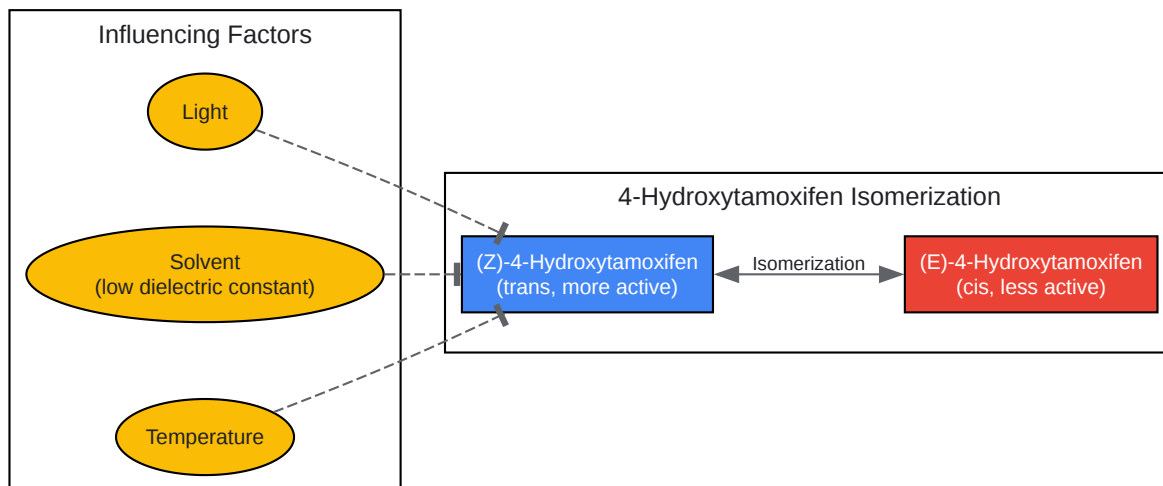 Influencing Factors
Light
Solvent
(low dielectric constant)
Temperature
4-Hydroxytamoxifen Isomerization
(Z)-4-Hydroxytamoxifen
(trans, more active)
Isomerization
(E)-4-Hydroxytamoxifen
(cis, less active)